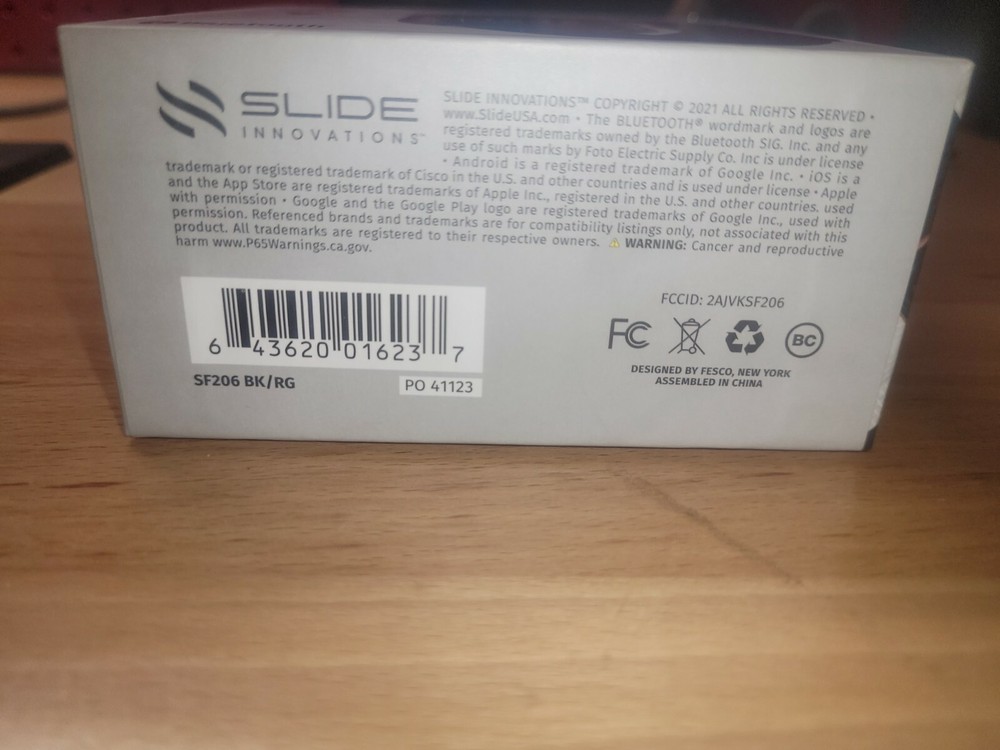 SLIDE
INNOVATIONS™
SLIDE INNOVATIONS™ COPYRIGHT © 2021 ALL RIGHTS RESERVED •
www.SlideUSA.com • The BLUETOOTH® wordmark and logos are
registered trademarks owned by the Bluetooth SIG. Inc. and any
use of such marks by Foto Electric Supply Co. Inc is under license
• Android is a registered trademark of Google Inc. • iOS is a
trademark or registered trademark of Cisco in the U.S. and other countries and is used under license • Apple
and the App Store are registered trademarks of Apple Inc., registered in the U.S. and other countries, used
with permission • Google and the Google Play logo are registered trademarks of Google Inc., used with
permission. Referenced brands and trademarks are for compatibility listings only, not associated with this
product. All trademarks are registered to their respective owners. ⚠ WARNING: Cancer and reproductive
harm www.P65Warnings.ca.gov.
6 43620 01623 7
SF206 BK/RG
PO 41123
FCCID: 2AJVKSF206
FC
BC
DESIGNED BY FESCO, NEW YORK
ASSEMBLED IN CHINA